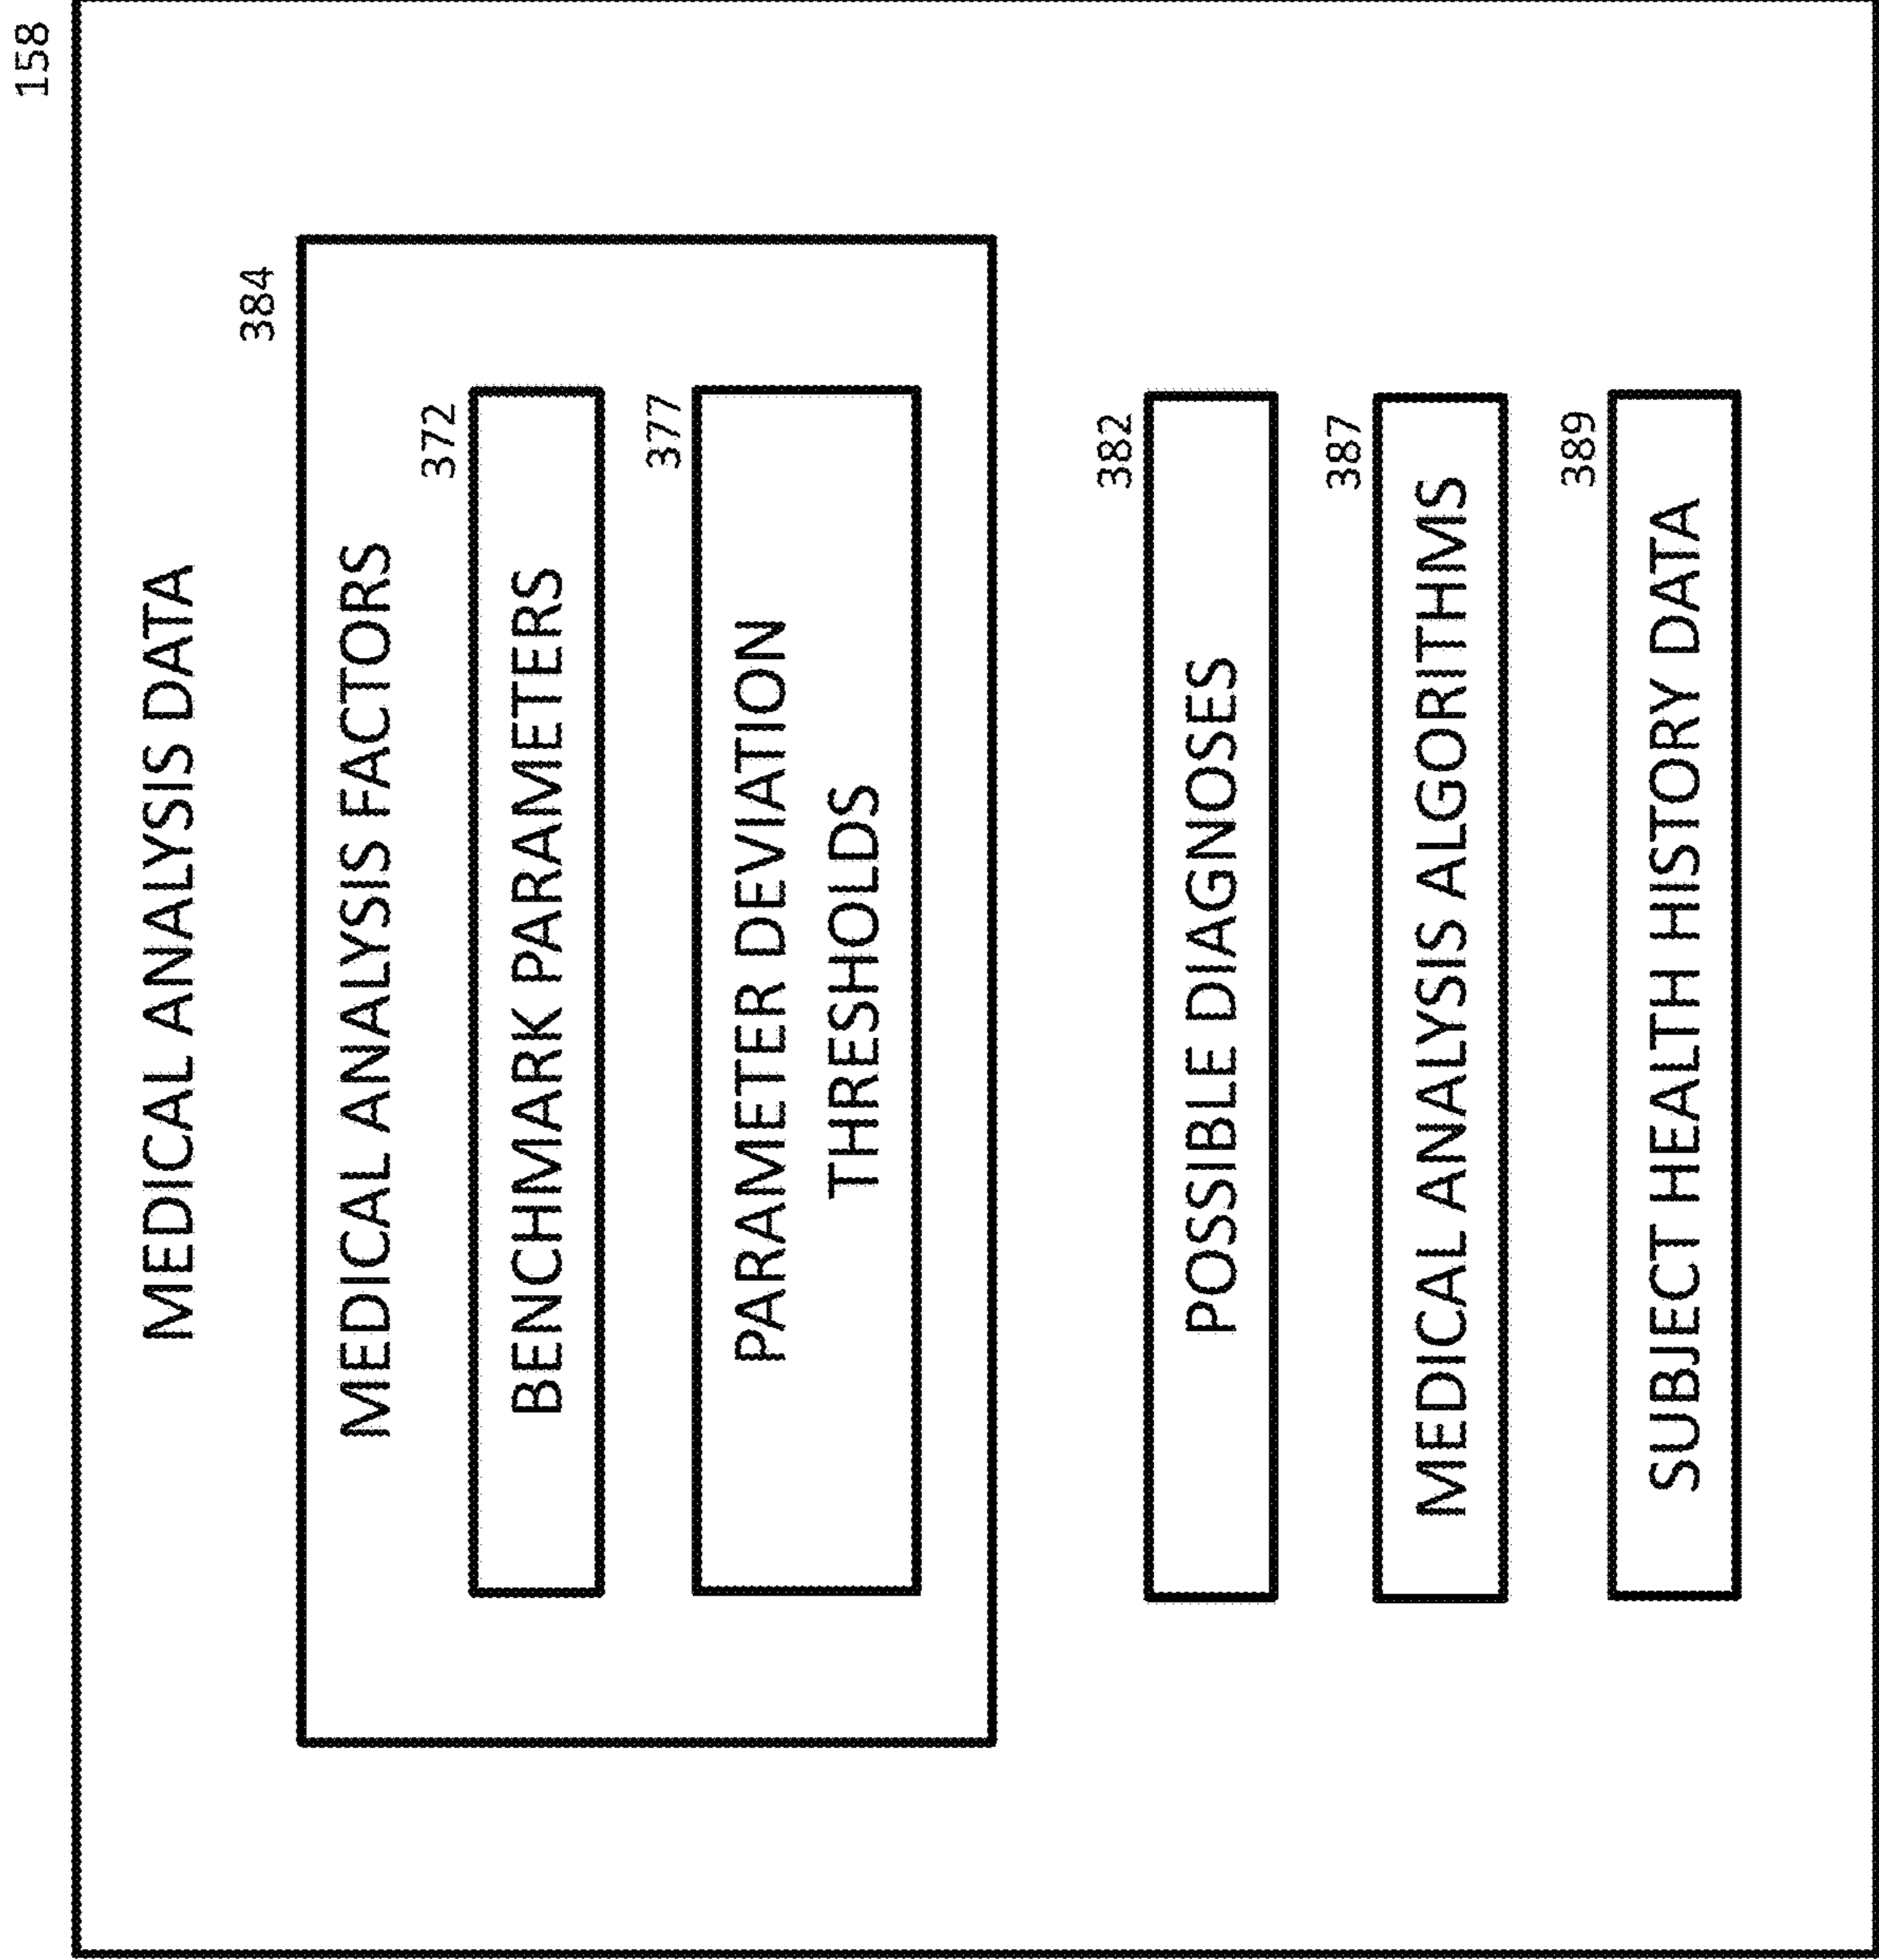 158
MEDICAL ANALYSIS DATA
384
MEDICAL ANALYSIS FACTORS
372
BENCHMARK PARAMETERS
377
PARAMETER DEVIATION
THRESHOLDS
382
POSSIBLE DIAGNOSES
387
MEDICAL ANALYSIS ALGORITHMS
389
SUBJECT HEALTH HISTORY DATA